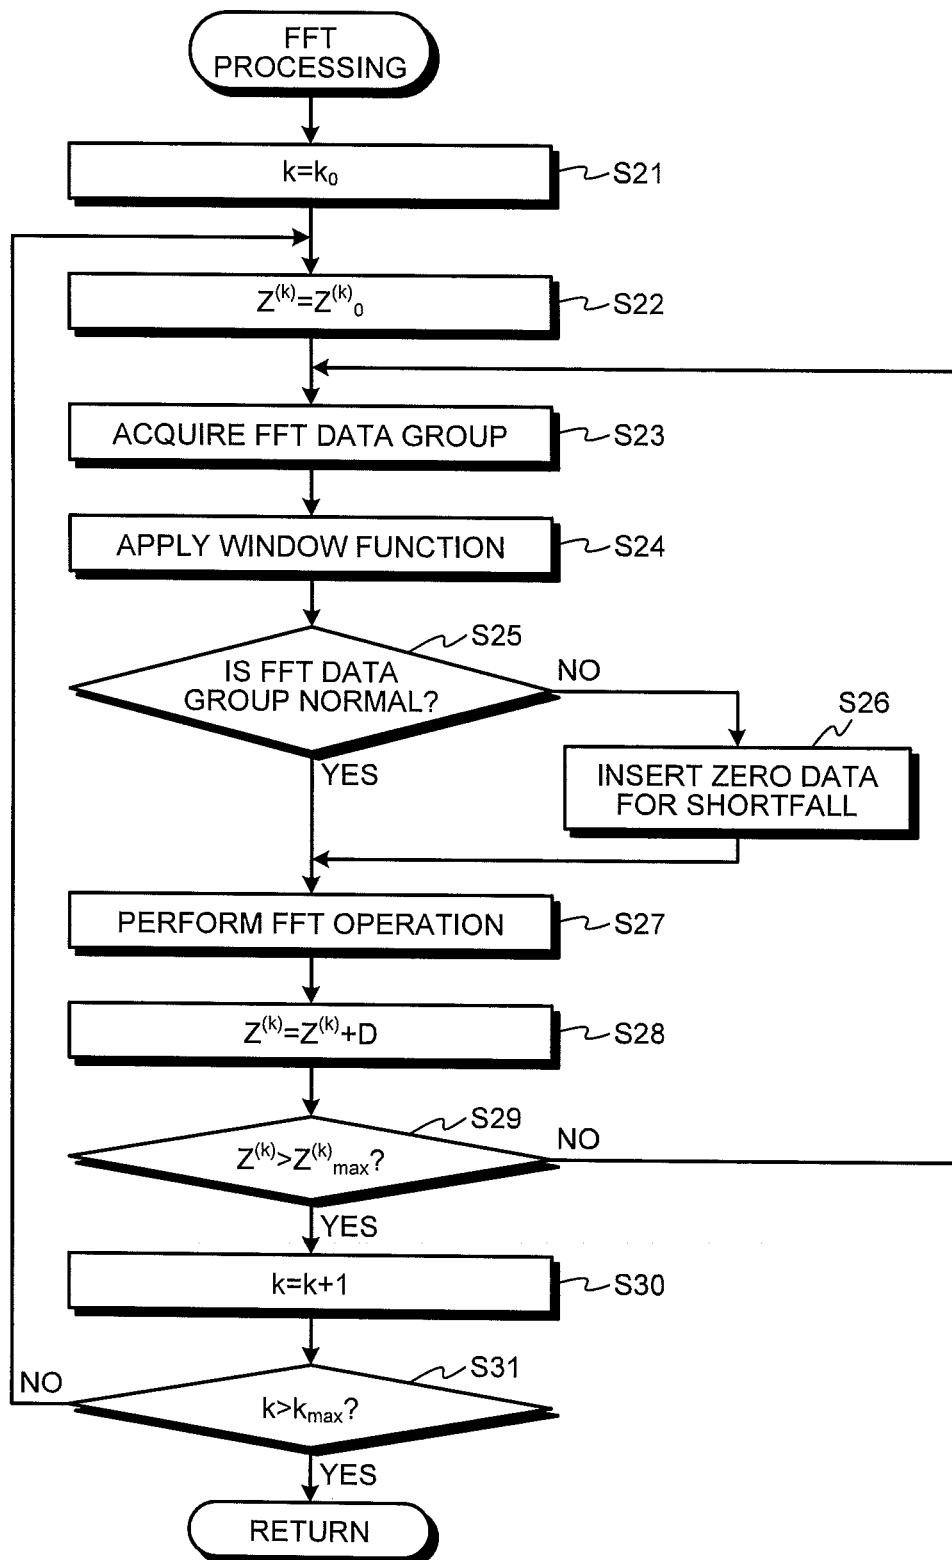 FFT
PROCESSING
k=k₀
S21
Z⁽ᵏ⁾=Z⁽ᵏ⁾₀
S22
ACQUIRE FFT DATA GROUP
S23
APPLY WINDOW FUNCTION
S24
S25
IS FFT DATA
GROUP NORMAL?
NO
YES
S26
INSERT ZERO DATA
FOR SHORTFALL
PERFORM FFT OPERATION
S27
Z⁽ᵏ⁾=Z⁽ᵏ⁾+D
S28
S29
Z⁽ᵏ⁾>Z⁽ᵏ⁾max?
NO
YES
k=k+1
S30
S31
NO
k>kmax?
YES
RETURN